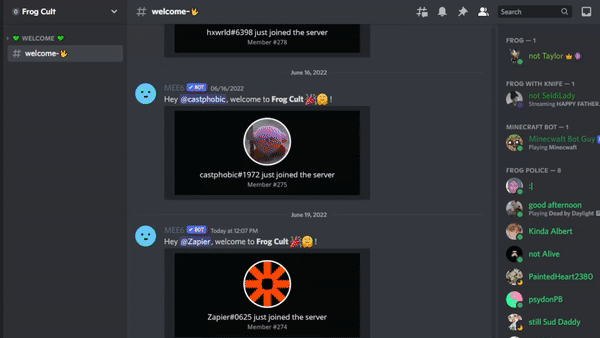 Frog Cult
WELCOME
# welcome-
# welcome-
Search
hxwrld#6398 just joined the server
Member #278
June 16, 2022
MEE6 BOT 06/16/2022
Hey @castphobic, welcome to Frog Cult !
castphobic#1972 just joined the server
Member #275
June 19, 2022
MEE6 BOT Today at 12:07 PM
Hey @Zapier, welcome to Frog Cult !
Zapier#0625 just joined the server
Member #274
FROG — 1
not Taylor
FROG WITH KNIFE — 1
not SeidiLady
Streaming HAPPY FATHER
MINECRAFT BOT — 1
Minecwaft Bot Guy
Playing Minecwaft
FROG POLICE — 8
:]
good afternoon
Playing Dead by Daylight
Kinda Albert
not Alive
PaintedHeart2380
psydonPB
still Sud Daddy